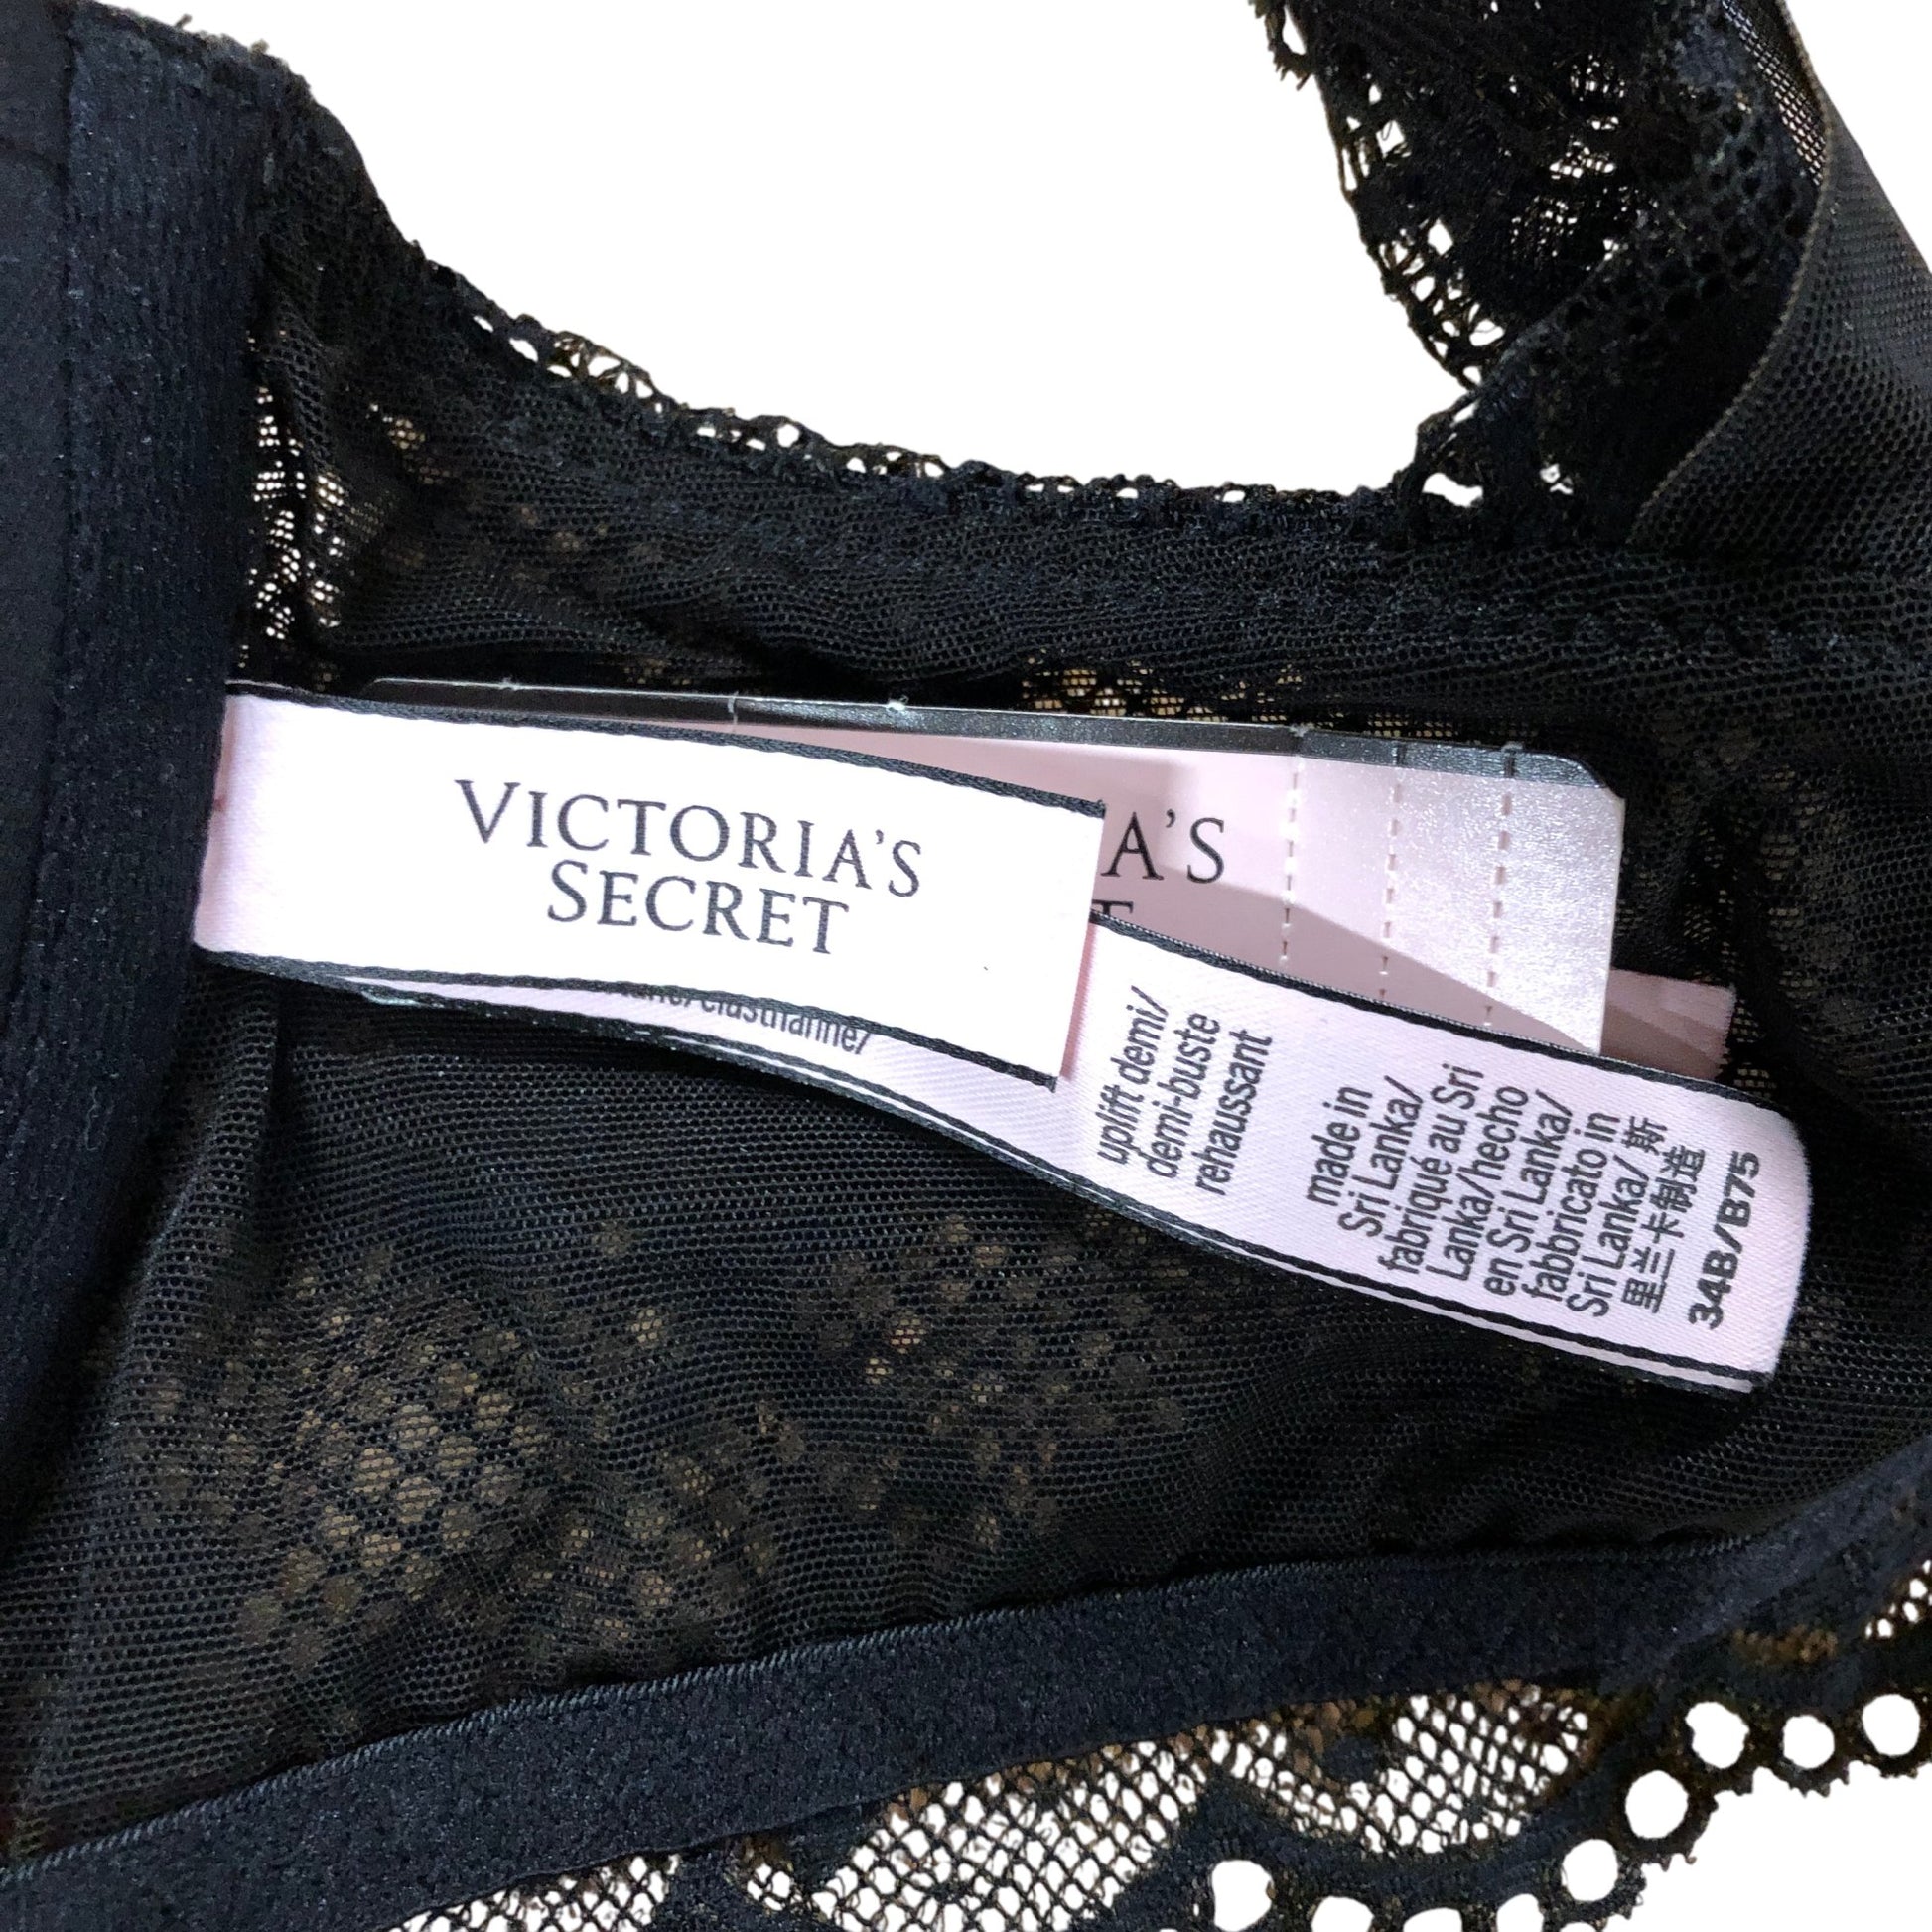 VICTORIA'S
SECRET
A'S
elasthanne/
uplift demi/
demi-buste
rehaussant
made in
Sri Lanka/
fabriqué au Sri
Lanka/hecho
en Sri Lanka/
fabbricato in
Sri Lanka/斯
里兰卡制造
34B/B75